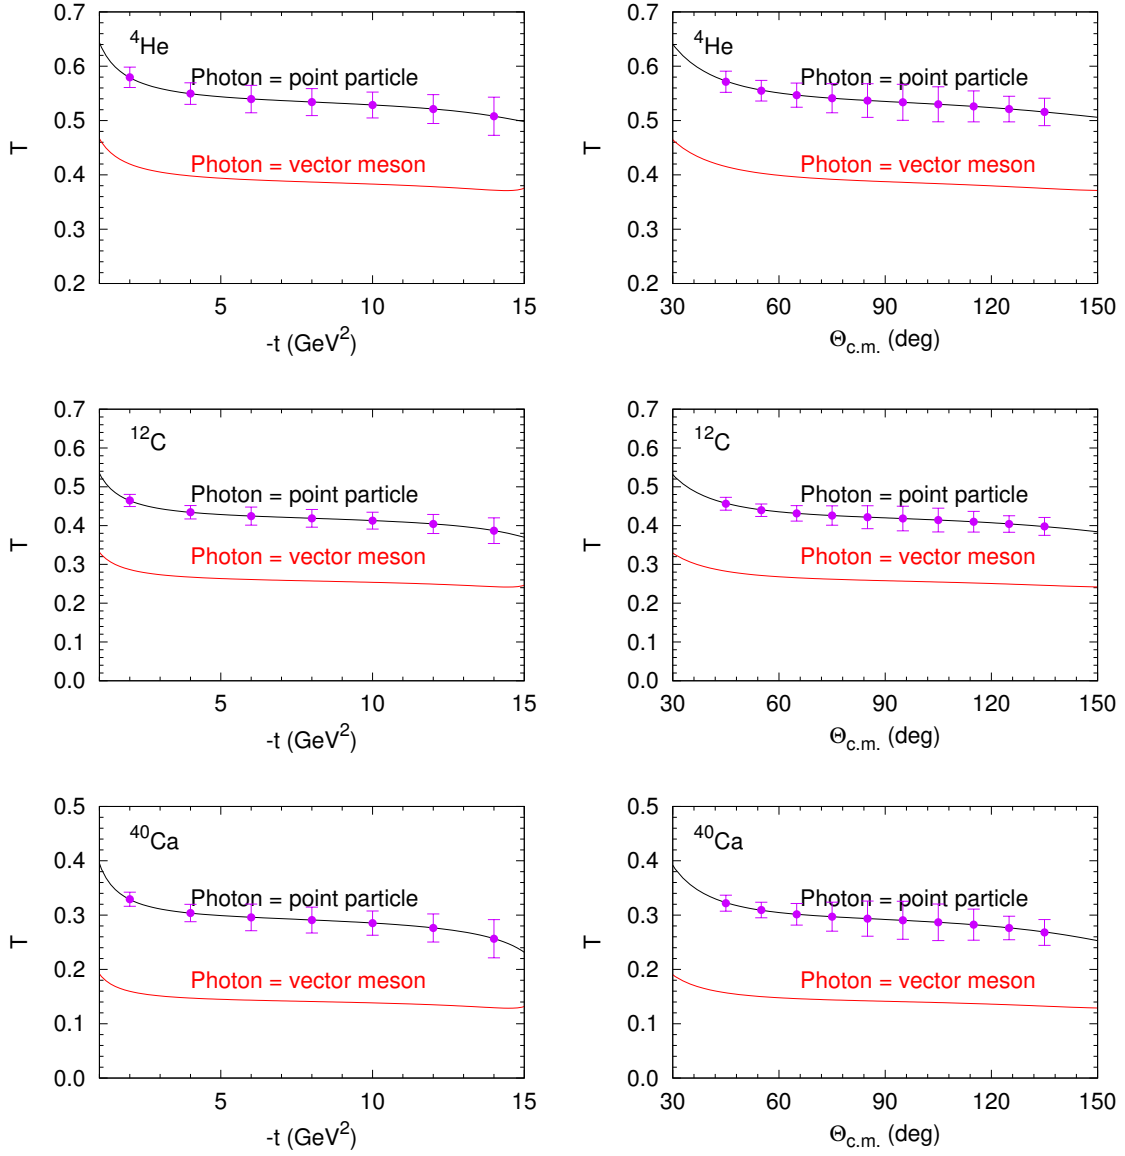 0.7
0.6
0.5
0.4
0.3
0.2
T
⁴He
Photon = point particle
Photon = vector meson
5 10 15
-t (GeV²)
0.7
0.6
0.5
0.4
0.3
0.2
T
⁴He
Photon = point particle
Photon = vector meson
30 60 90 120 150
Θc.m. (deg)
0.7
0.6
0.5
0.4
0.3
0.2
0.1
0.0
T
¹²C
Photon = point particle
Photon = vector meson
5 10 15
-t (GeV²)
0.7
0.6
0.5
0.4
0.3
0.2
0.1
0.0
T
¹²C
Photon = point particle
Photon = vector meson
30 60 90 120 150
Θc.m. (deg)
0.5
0.4
0.3
0.2
0.1
0.0
T
⁴⁰Ca
Photon = point particle
Photon = vector meson
5 10 15
-t (GeV²)
0.5
0.4
0.3
0.2
0.1
0.0
T
⁴⁰Ca
Photon = point particle
Photon = vector meson
30 60 90 120 150
Θc.m. (deg)